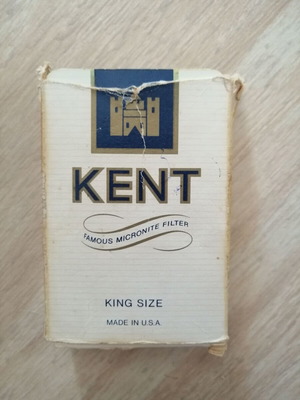 KENT
FAMOUS MICRONITE FILTER
KING SIZE
MADE IN U.S.A.